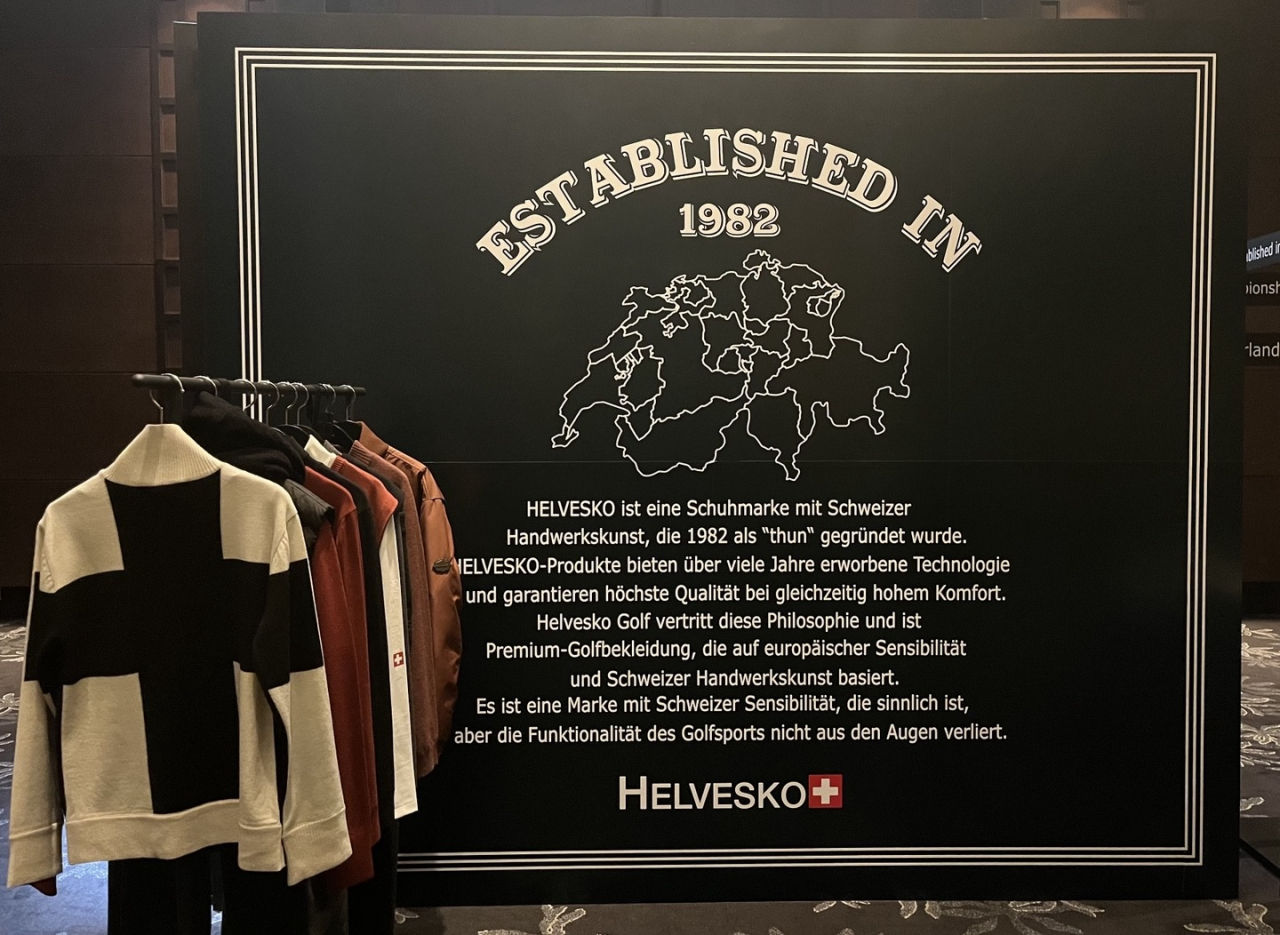 ESTABLISHED IN
1982
HELVESKO ist eine Schuhmarke mit Schweizer
Handwerkskunst, die 1982 als “thun“ gegründet wurde.
HELVESKO-Produkte bieten über viele Jahre erworbene Technologie
und garantieren höchste Qualität bei gleichzeitig hohem Komfort.
Helvesko Golf vertritt diese Philosophie und ist
Premium-Golfbekleidung, die auf europäischer Sensibilität
und Schweizer Handwerkskunst basiert.
Es ist eine Marke mit Schweizer Sensibilität, die sinnlich ist,
aber die Funktionalität des Golfsports nicht aus den Augen verliert.
HELVESKO